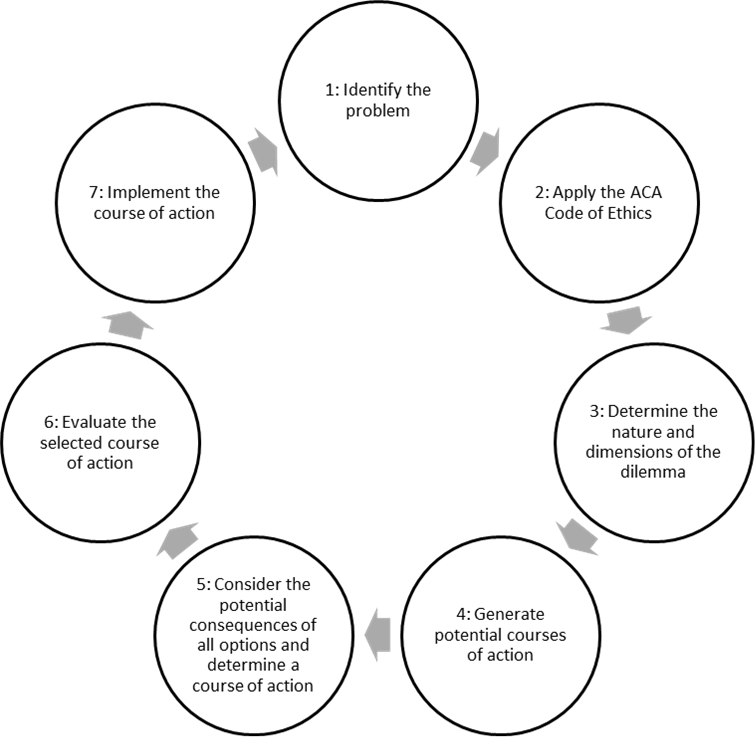 1: Identify the
problem
2: Apply the ACA
Code of Ethics
3: Determine the
nature and
dimensions of the
dilemma
4: Generate
potential courses
of action
5: Consider the
potential
consequences of
all options and
determine a
course of action
6: Evaluate the
selected course
of action
7: Implement the
course of action